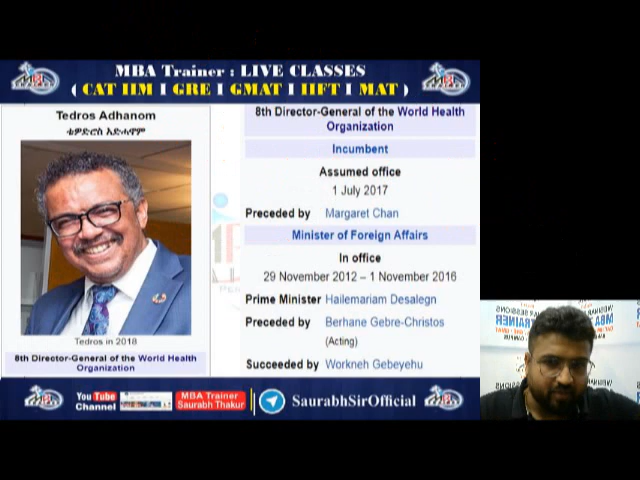 MBA Trainer : LIVE CLASSES
( CAT IIM I GRE I GMAT I IIFT I MAT )
Tedros Adhanom
ቴዎድሮስ አድሓኖም
Tedros in 2018
8th Director-General of the World Health
Organization
8th Director-General of the World Health
Organization
Incumbent
Assumed office
1 July 2017
Preceded by Margaret Chan
Minister of Foreign Affairs
In office
29 November 2012 – 1 November 2016
Prime Minister Hailemariam Desalegn
Preceded by Berhane Gebre-Christos
(Acting)
Succeeded by Workneh Gebeyehu
YouTube
Channel
MBA Trainer
Saurabh Thakur
SaurabhSirOfficial
MBA TRAINER